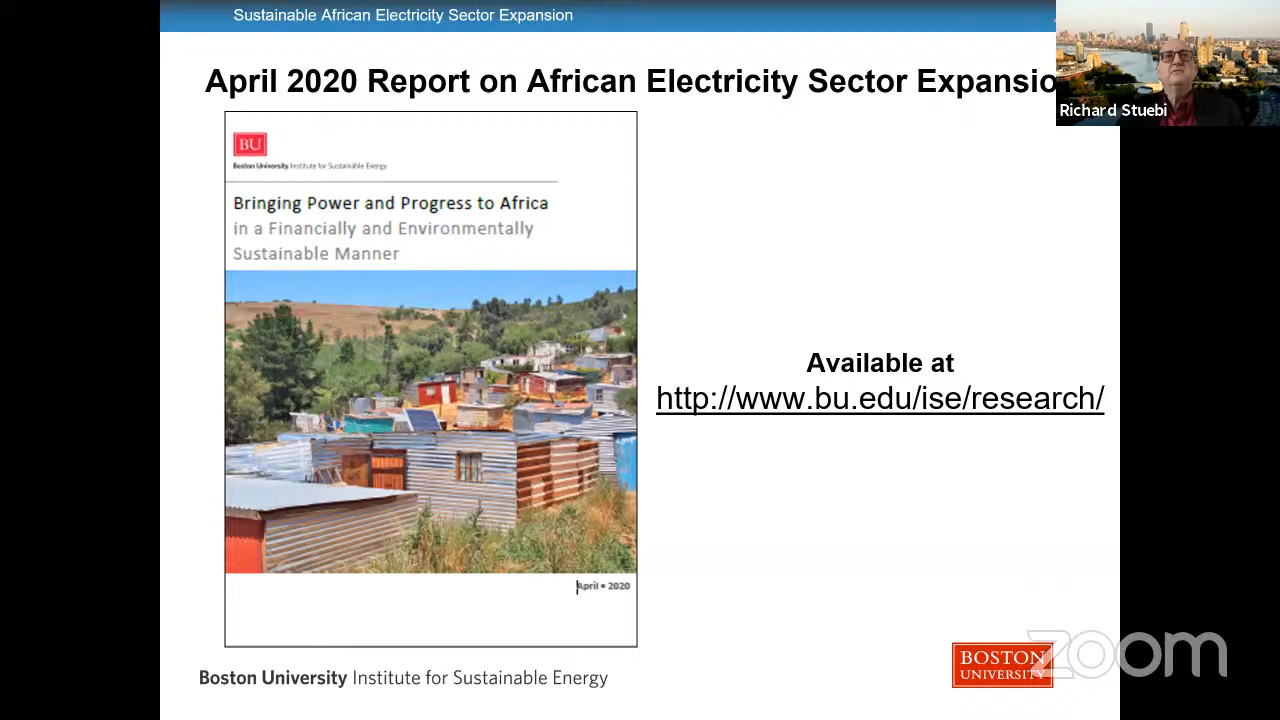 Sustainable African Electricity Sector Expansion
April 2020 Report on African Electricity Sector Expansio
Richard Stuebi
BU
Boston University Institute for Sustainable Energy
Bringing Power and Progress to Africa
in a Financially and Environmentally
Sustainable Manner
April • 2020
Available at
http://www.bu.edu/ise/research/
Boston University Institute for Sustainable Energy
BOSTON
UNIVERSITY
zoom